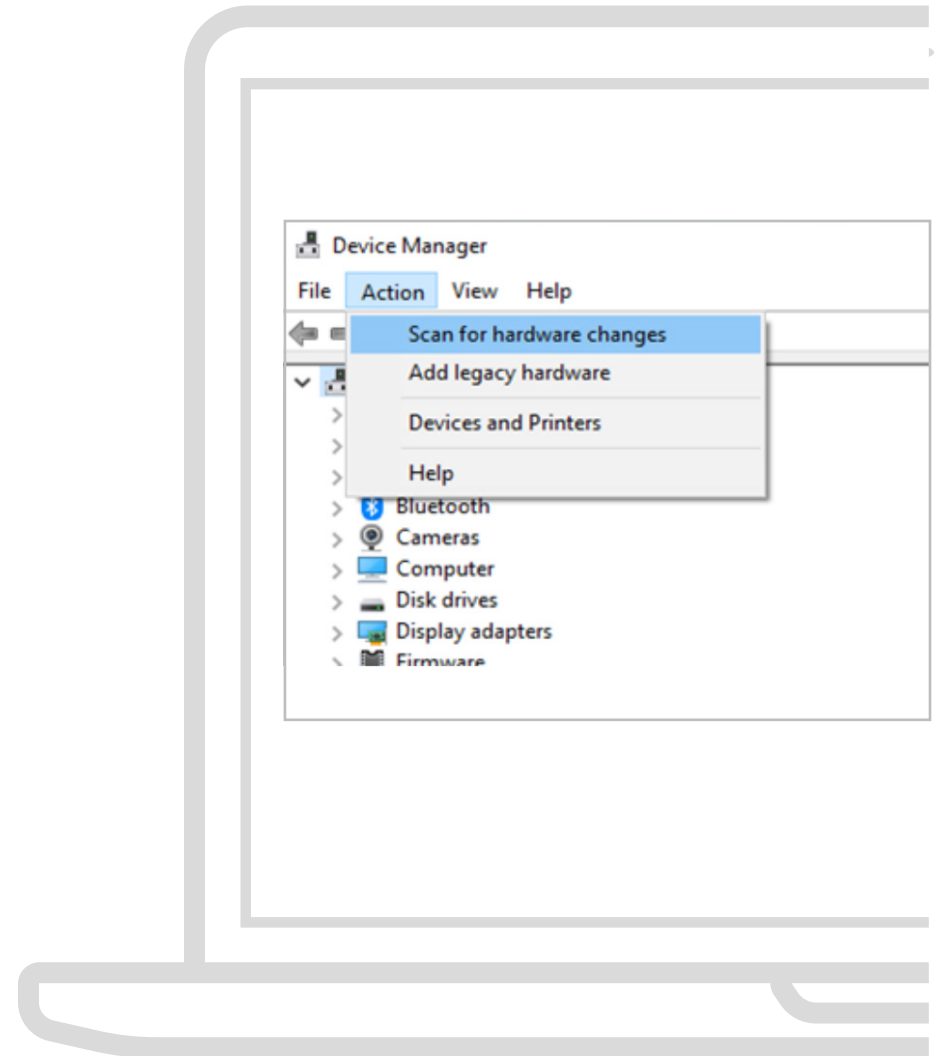 Device Manager
File Action View Help
Scan for hardware changes
Add legacy hardware
Devices and Printers
Help
Bluetooth
Cameras
Computer
Disk drives
Display adapters
Firmware